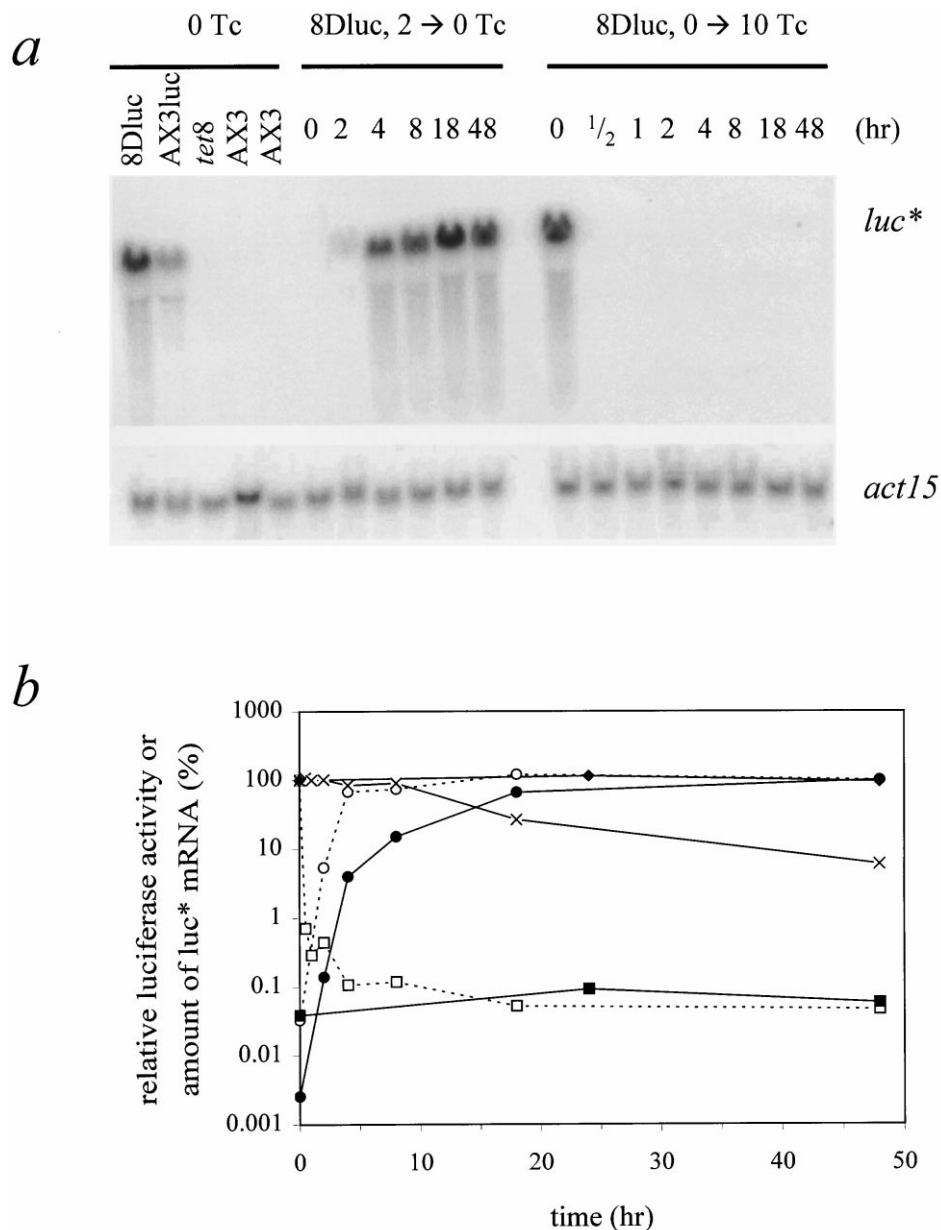 a
0 Tc
8Dluc, 2 → 0 Tc
8Dluc, 0 → 10 Tc
8Dluc
AX3luc
tet8
AX3
AX3
0 2 4 8 18 48
0 1/2 1 2 4 8 18 48 (hr)
luc*
act15
b
relative luciferase activity or
amount of luc* mRNA (%)
1000
100
10
1
0.1
0.01
0.001
0 10 20 30 40 50
time (hr)